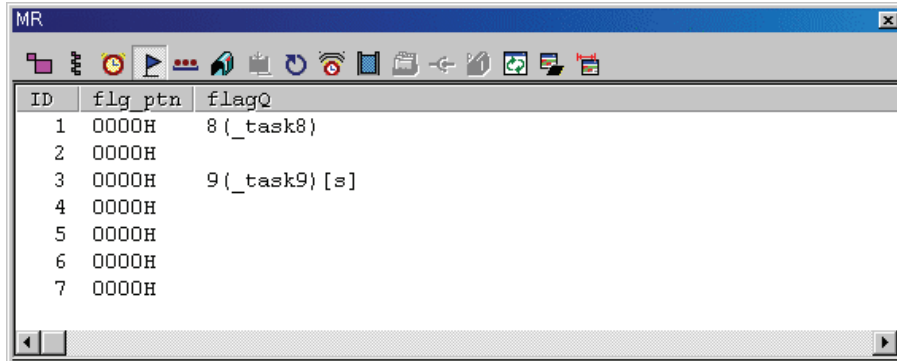 MR
ID flg_ptn flagQ
1 0000H 8(_task8)
2 0000H
3 0000H 9(_task9)[s]
4 0000H
5 0000H
6 0000H
7 0000H